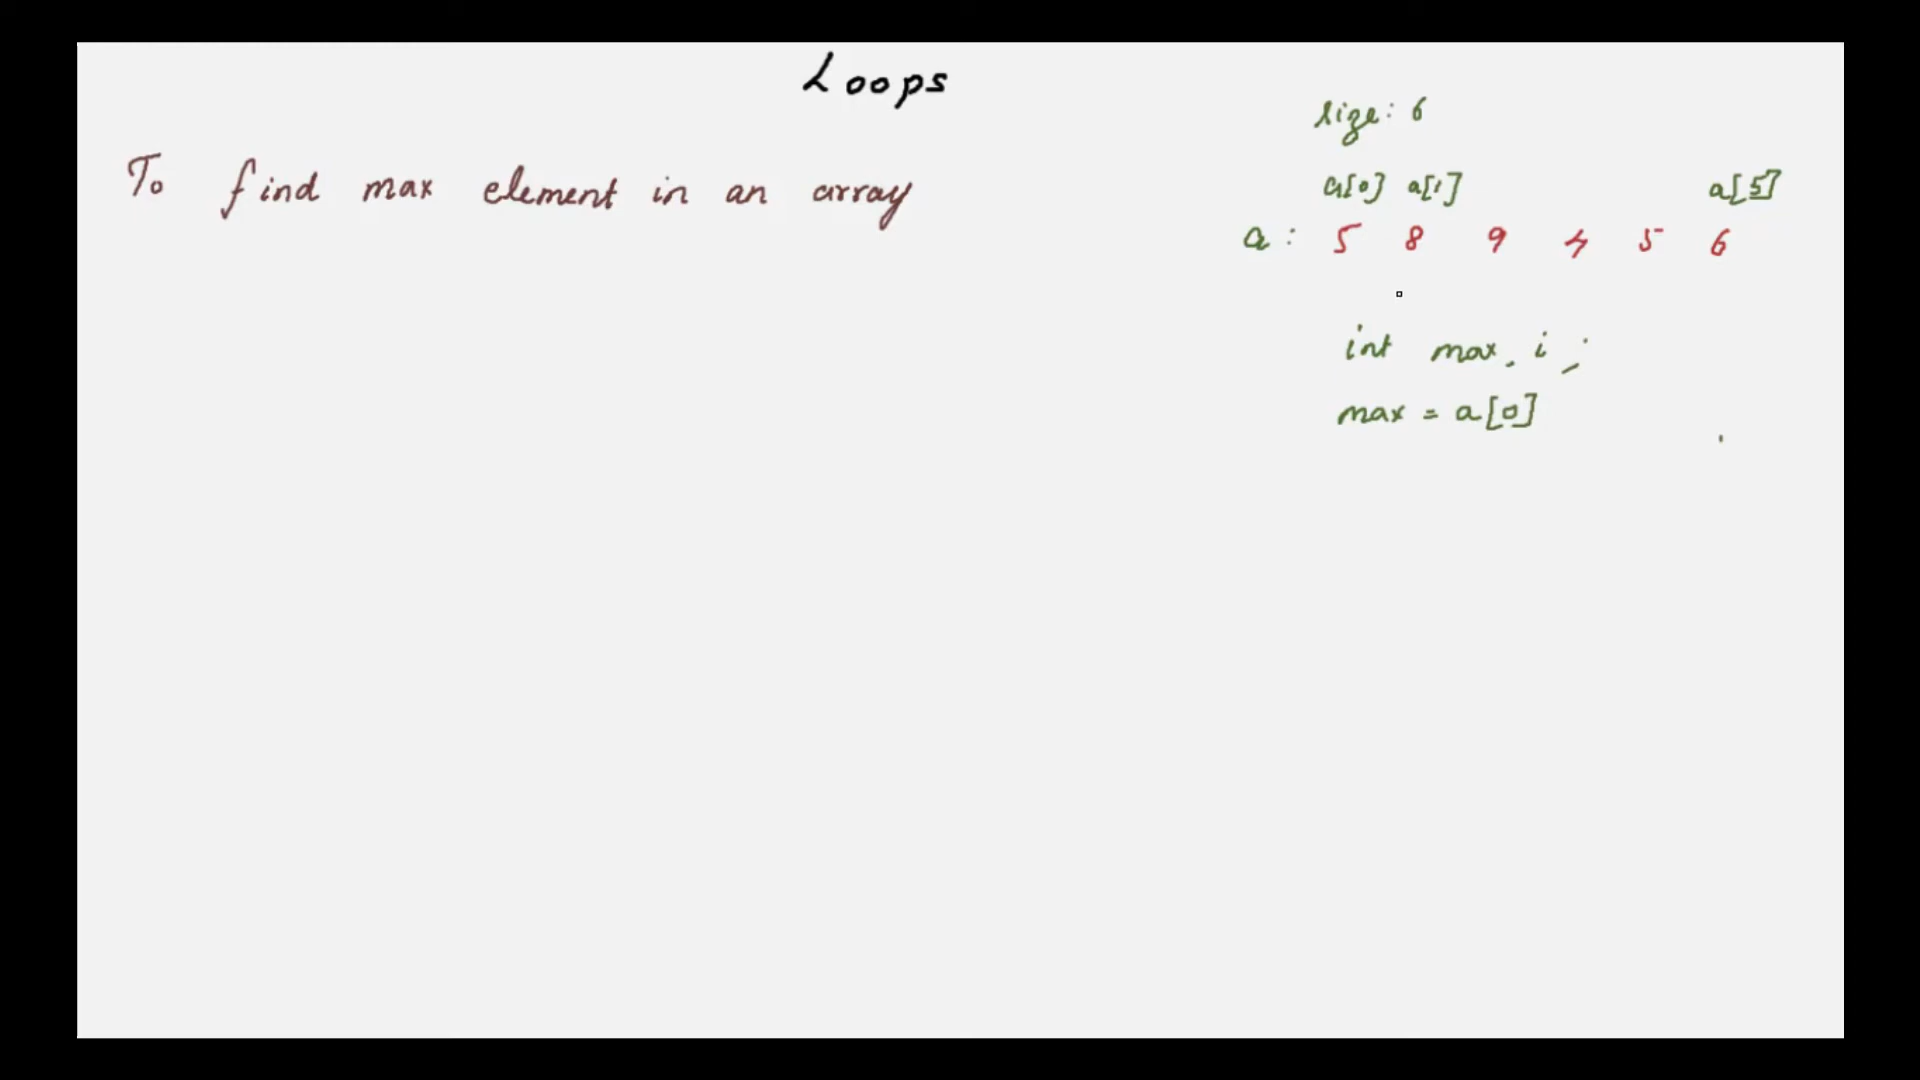 Loops
To find max element in an array
size: 6
a[0] a[1] a[5]
a: 5 8 9 4 5 6
int max, i ;
max = a[0]